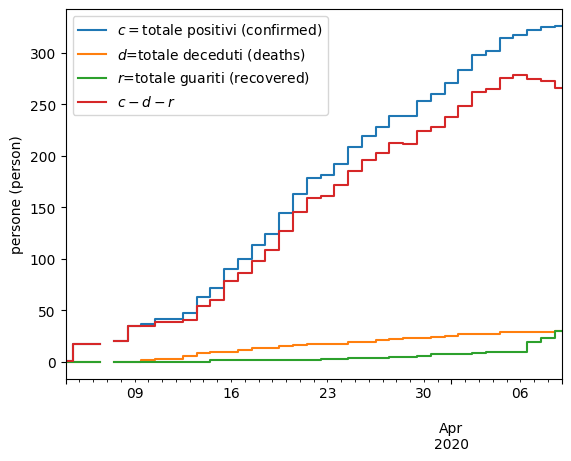 c = totale positivi (confirmed)
d=totale deceduti (deaths)
r=totale guariti (recovered)
c − d − r
persone (person)
300
250
200
150
100
50
0
09
16
23
30
06
Apr
2020